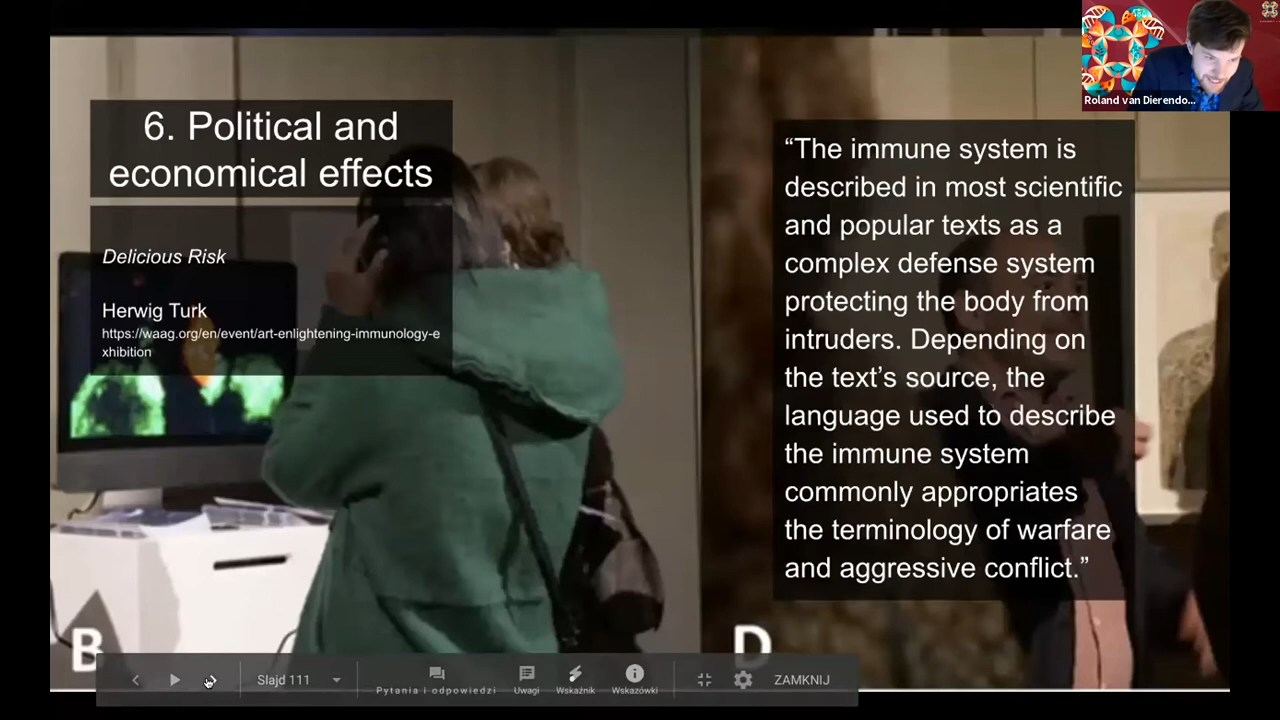 Roland van Dierendo...
6. Political and
economical effects
Delicious Risk
Herwig Turk
https://waag.org/en/event/art-enlightening-immunology-e
xhibition
“The immune system is
described in most scientific
and popular texts as a
complex defense system
protecting the body from
intruders. Depending on
the text’s source, the
language used to describe
the immune system
commonly appropriates
the terminology of warfare
and aggressive conflict.”
B
D
Slajd 111
Pytania i odpowiedzi
Uwagi
Wskaźnik
Wskazówki
ZAMKNIJ